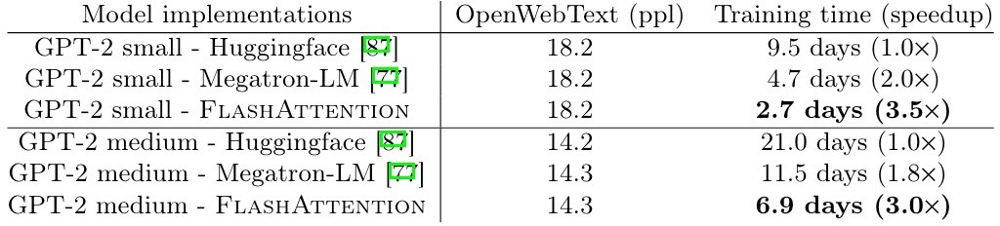 Model implementations OpenWebText (ppl) Training time (speedup)
GPT-2 small - Huggingface [87] 18.2 9.5 days (1.0×)
GPT-2 small - Megatron-LM [77] 18.2 4.7 days (2.0×)
GPT-2 small - FLASHATTENTION 18.2 2.7 days (3.5×)
GPT-2 medium - Huggingface [87] 14.2 21.0 days (1.0×)
GPT-2 medium - Megatron-LM [77] 14.3 11.5 days (1.8×)
GPT-2 medium - FLASHATTENTION 14.3 6.9 days (3.0×)